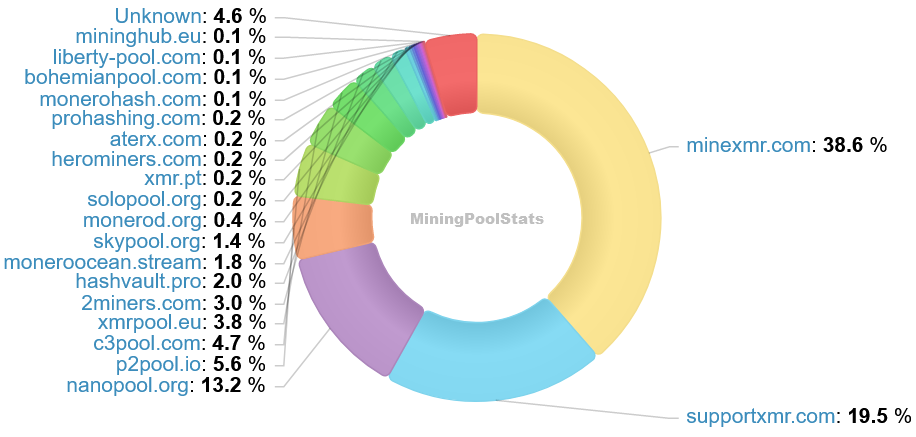 Unknown: 4.6 %
mininghub.eu: 0.1 %
liberty-pool.com: 0.1 %
bohemianpool.com: 0.1 %
monerohash.com: 0.1 %
prohashing.com: 0.2 %
aterx.com: 0.2 %
herominers.com: 0.2 %
xmr.pt: 0.2 %
solopool.org: 0.2 %
monerod.org: 0.4 %
skypool.org: 1.4 %
moneroocean.stream: 1.8 %
hashvault.pro: 2.0 %
2miners.com: 3.0 %
xmrpool.eu: 3.8 %
c3pool.com: 4.7 %
p2pool.io: 5.6 %
nanopool.org: 13.2 %
MiningPoolStats
minexmr.com: 38.6 %
supportxmr.com: 19.5 %